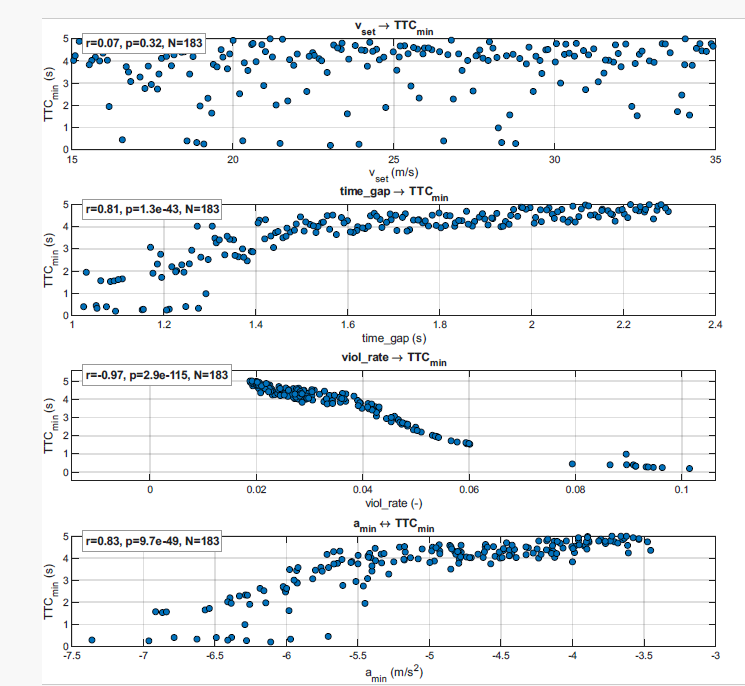 v_set → TTC_min
r=0.07, p=0.32, N=183
TTC_min (s)
5
4
3
2
1
0
15 20 25 30 35
v_set (m/s)
time_gap → TTC_min
r=0.81, p=1.3e-43, N=183
TTC_min (s)
5
4
3
2
1
0
1 1.2 1.4 1.6 1.8 2 2.2 2.4
time_gap (s)
viol_rate → TTC_min
r=-0.97, p=2.9e-115, N=183
TTC_min (s)
5
4
3
2
1
0
0 0.02 0.04 0.06 0.08 0.1
viol_rate (-)
a_min ↔ TTC_min
r=0.83, p=9.7e-49, N=183
TTC_min (s)
5
4
3
2
1
0
-7.5 -7 -6.5 -6 -5.5 -5 -4.5 -4 -3.5 -3
a_min (m/s²)